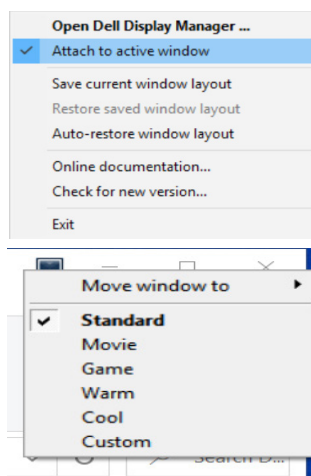 Open Dell Display Manager ...
Attach to active window
Save current window layout
Restore saved window layout
Auto-restore window layout
Online documentation...
Check for new version...
Exit
Move window to
Standard
Movie
Game
Warm
Cool
Custom
Search D...